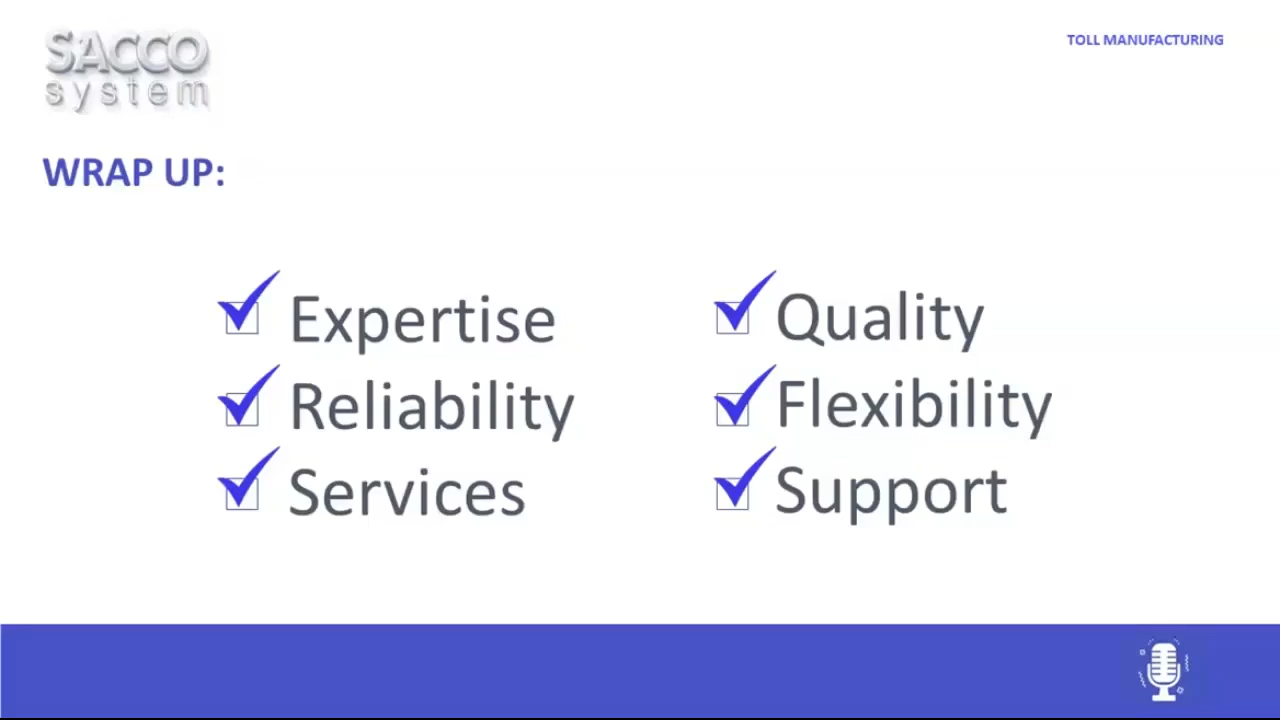 SACCO
system
TOLL MANUFACTURING
WRAP UP:
Expertise
Reliability
Services
Quality
Flexibility
Support